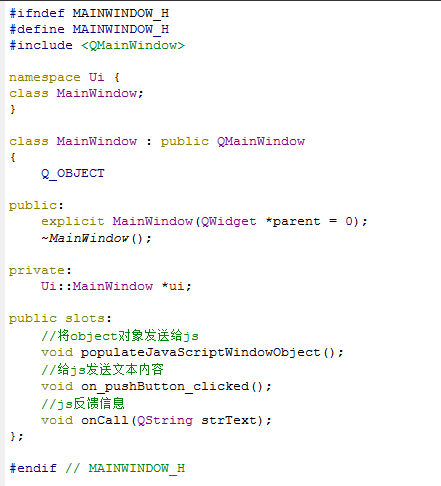 #ifndef MAINWINDOW_H
#define MAINWINDOW_H
#include <QMainWindow>

namespace Ui {
class MainWindow;
}

class MainWindow : public QMainWindow
{
    Q_OBJECT

public:
    explicit MainWindow(QWidget *parent = 0);
    ~MainWindow();

private:
    Ui::MainWindow *ui;

public slots:
    //将object对象发送给js
    void populateJavaScriptWindowObject();
    //给js发送文本内容
    void on_pushButton_clicked();
    //js反馈信息
    void onCall(QString strText);
};

#endif // MAINWINDOW_H